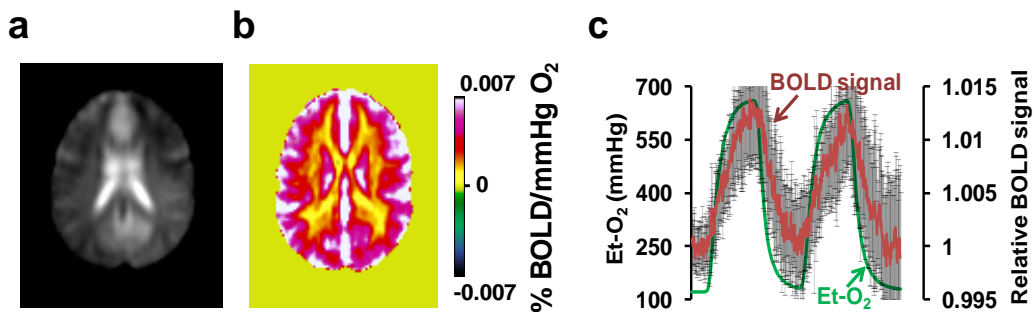 a
b
c
0.007
0
-0.007
% BOLD/mmHg O₂
Et-O₂ (mmHg)
700
550
400
250
100
BOLD signal
Et-O₂
1.015
1.01
1.005
1
0.995
Relative BOLD signal